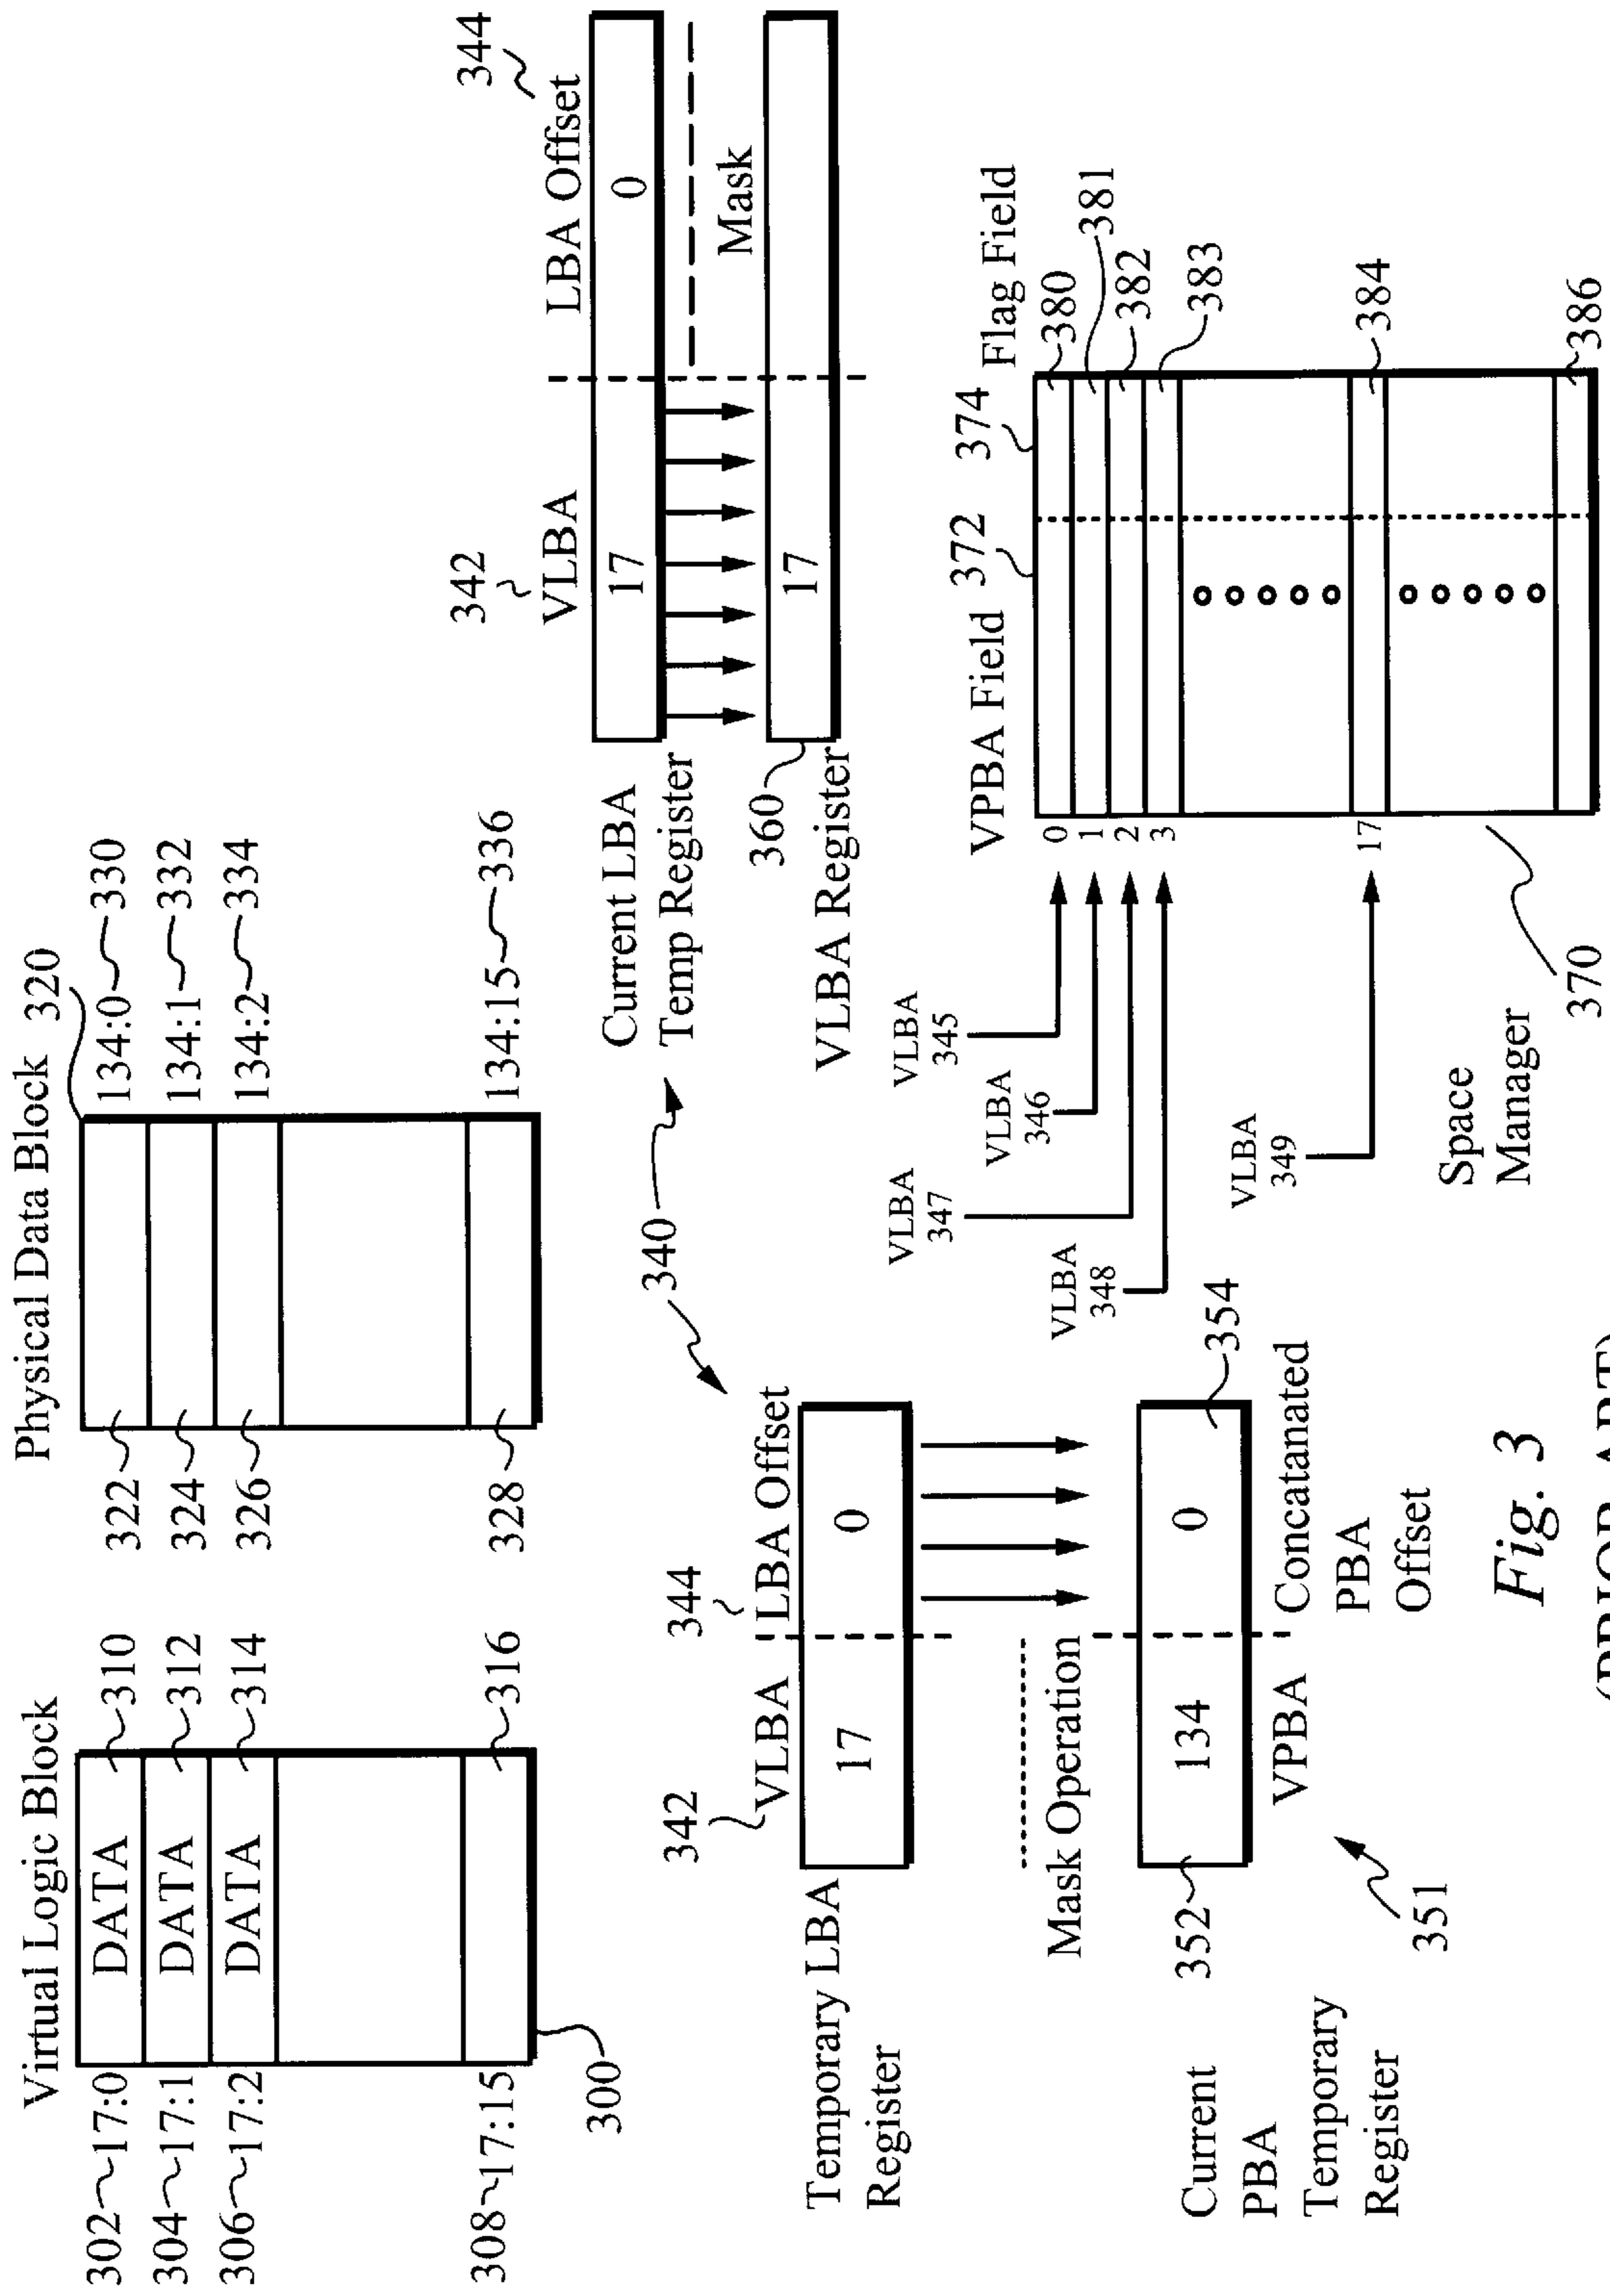 Virtual Logic Block
302 17:0 DATA 310
304 17:1 DATA 312
306 17:2 DATA 314
308 17:15 316
300
Physical Data Block 320
322 134:0 330
324 134:1 332
326 134:2 334
328 134:15 336
340
342 344
VLBA LBA Offset
Temporary LBA
Register
17 0
Mask Operation
352 134 0 354
Current
PBA
Temporary
Register
VPBA Concatanated
PBA
Offset
351
342 344
VLBA LBA Offset
Current LBA
Temp Register
17 0
Mask
360
VLBA Register
17
VPBA Field 372 374 Flag Field
VLBA
345
VLBA
346
VLBA
347
VLBA
348
VLBA
349
0 380
1 381
2 382
3 383
17 384
386
Space
Manager
370
Fig. 3
(PRIOR ART)